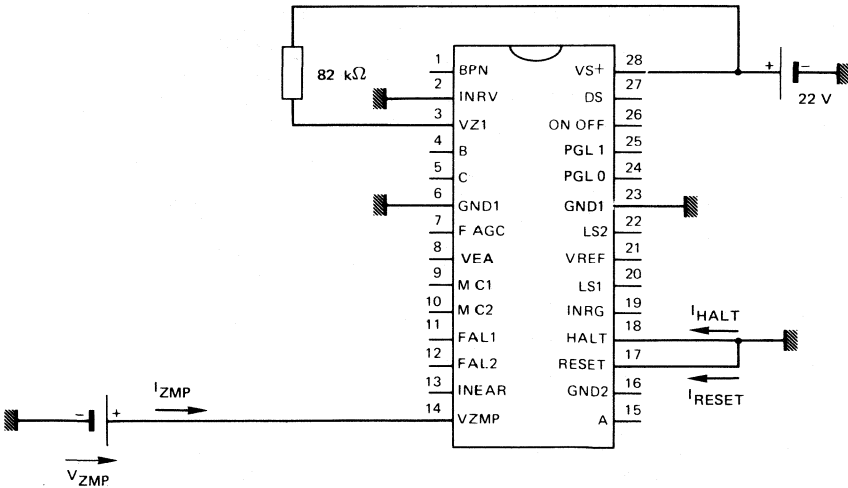 82 kΩ
1 BPN
2 INRV
3 VZ1
4 B
5 C
6 GND1
7 F AGC
8 VEA
9 MC1
10 MC2
11 FAL1
12 FAL2
13 INEAR
14 VZMP
VS+ 28
DS 27
ON OFF 26
PGL 1 25
PGL 0 24
GND1 23
LS2 22
VREF 21
LS1 20
INRG 19
HALT 18
RESET 17
GND2 16
A 15
+ −
22 V
IHALT
IRESET
IZMP
− +
VZMP